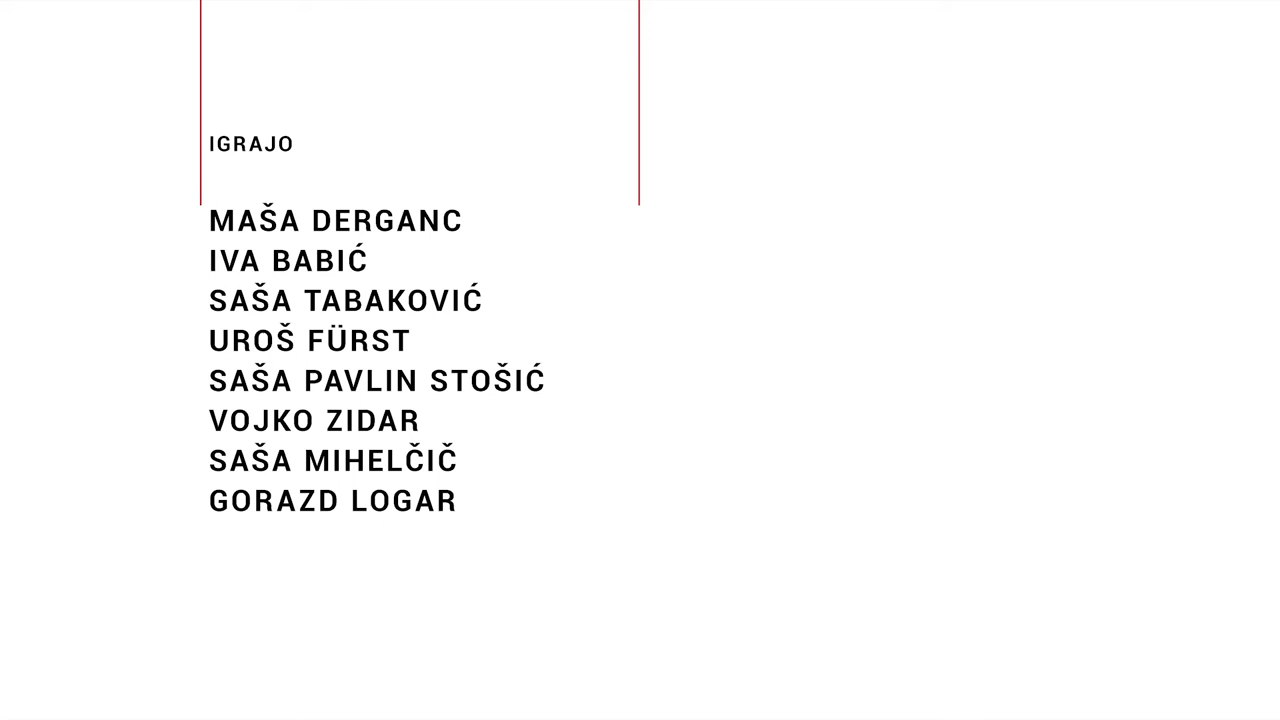 IGRAJO
MAŠA DERGANC
IVA BABIĆ
SAŠA TABAKOVIĆ
UROŠ FÜRST
SAŠA PAVLIN STOŠIĆ
VOJKO ZIDAR
SAŠA MIHELČIČ
GORAZD LOGAR